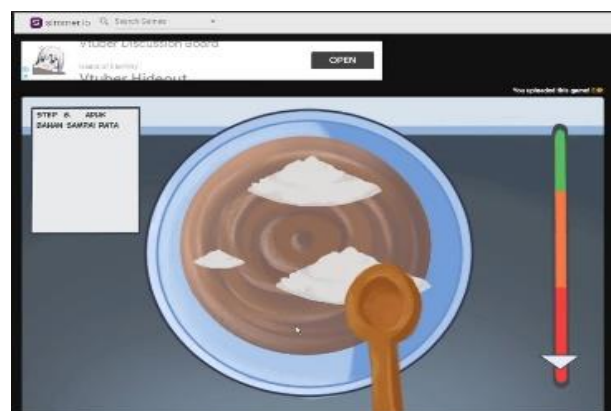 simmer.io Search Games
Vtuber Discussion Board
Vtuber Hideout
OPEN
You uploaded this game!
STEP 6. ADUK
BAHAN SAMPAI RATA